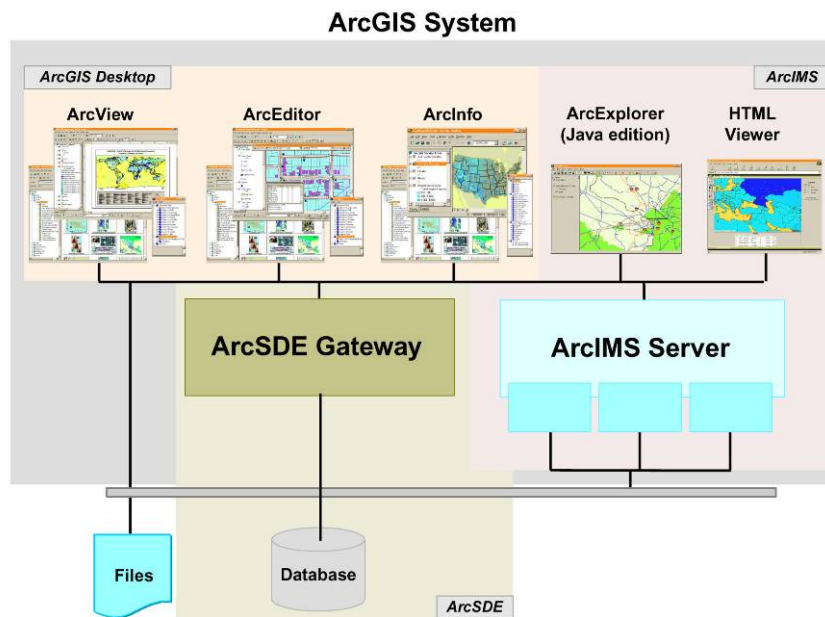 ArcGIS System
ArcGIS Desktop
ArcIMS
ArcView
ArcEditor
ArcInfo
ArcExplorer
(Java edition)
HTML
Viewer
ArcSDE Gateway
ArcIMS Server
Files
Database
ArcSDE